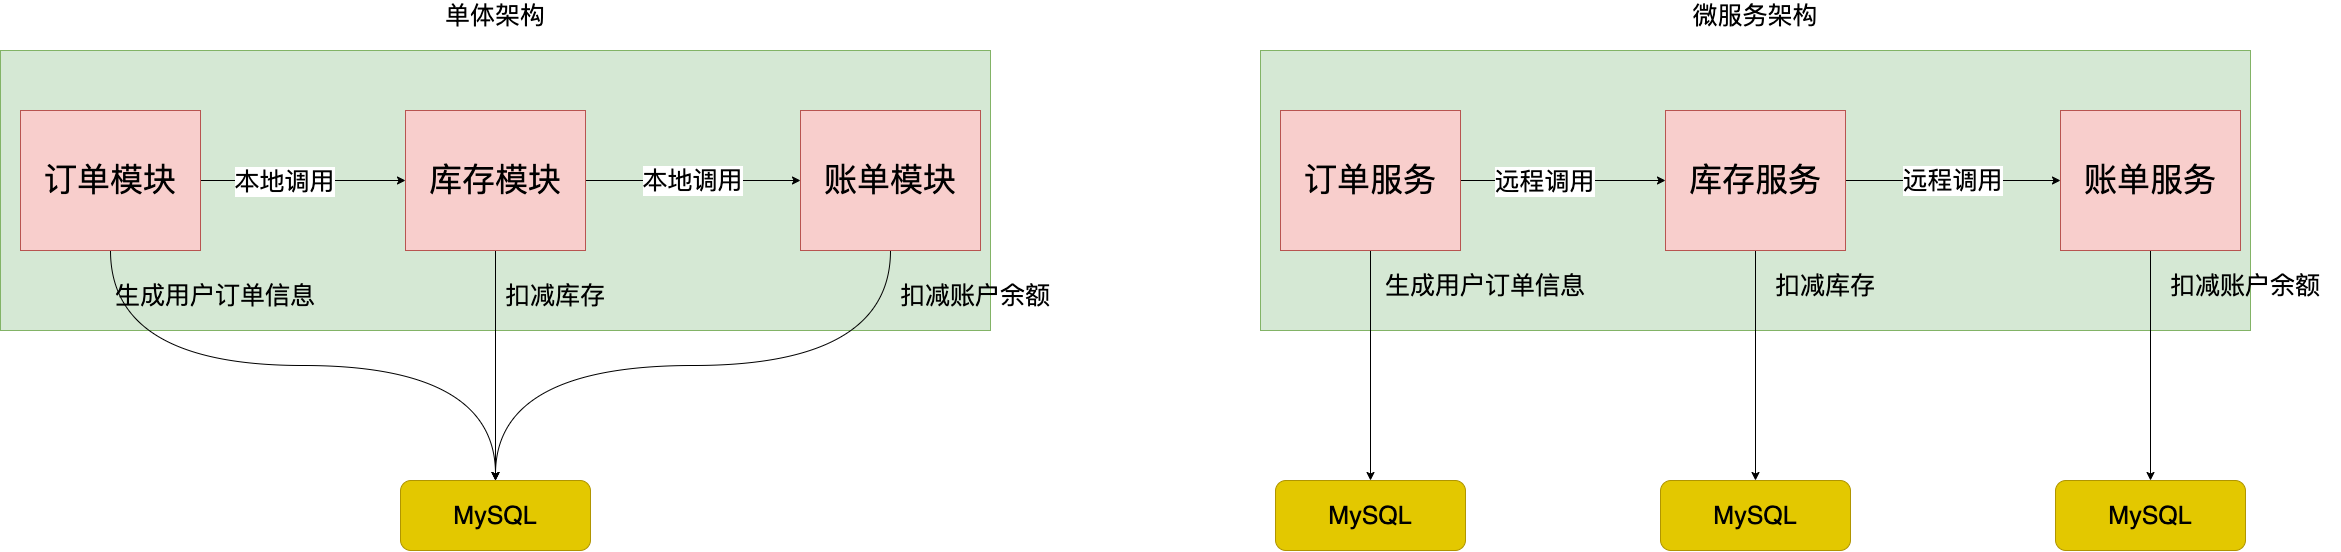 单体架构
订单模块
本地调用
库存模块
本地调用
账单模块
生成用户订单信息
扣减库存
扣减账户余额
MySQL
微服务架构
订单服务
远程调用
库存服务
远程调用
账单服务
生成用户订单信息
扣减库存
扣减账户余额
MySQL
MySQL
MySQL